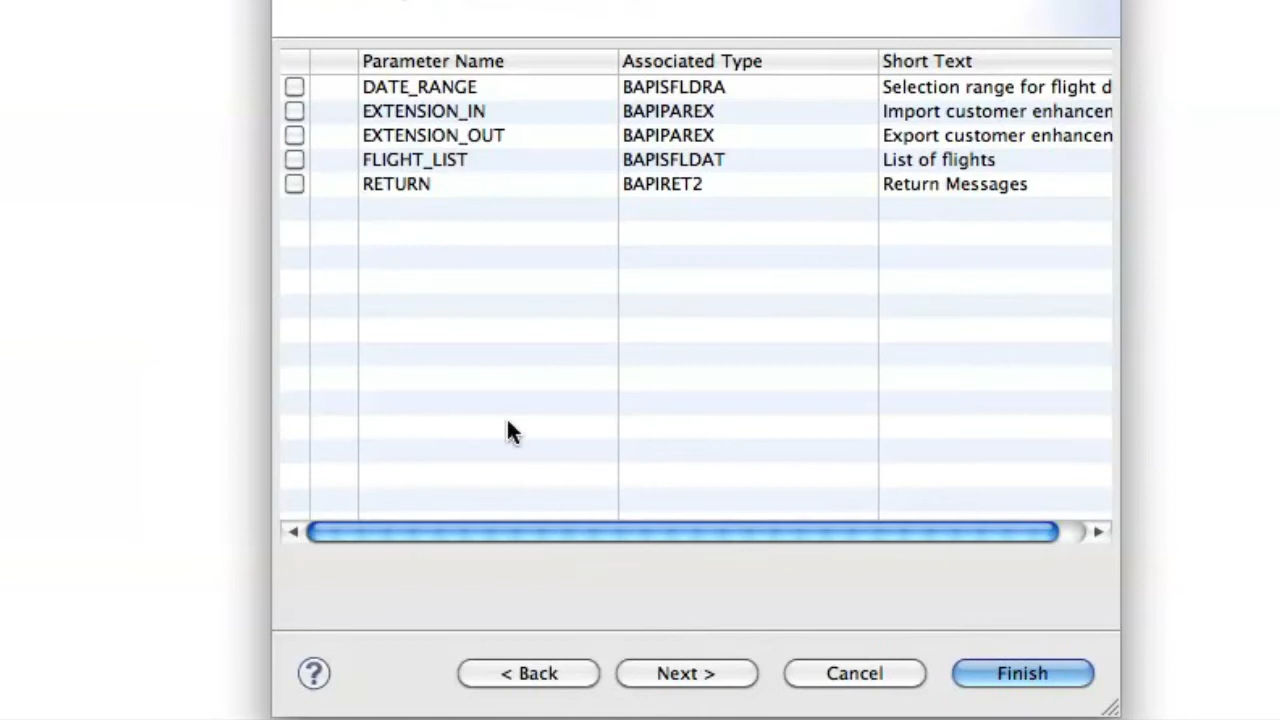 Parameter Name Associated Type Short Text
DATE_RANGE BAPISFLDRA Selection range for flight d
EXTENSION_IN BAPIPAREX Import customer enhancen
EXTENSION_OUT BAPIPAREX Export customer enhancen
FLIGHT_LIST BAPISFLDAT List of flights
RETURN BAPIRET2 Return Messages
? < Back Next > Cancel Finish